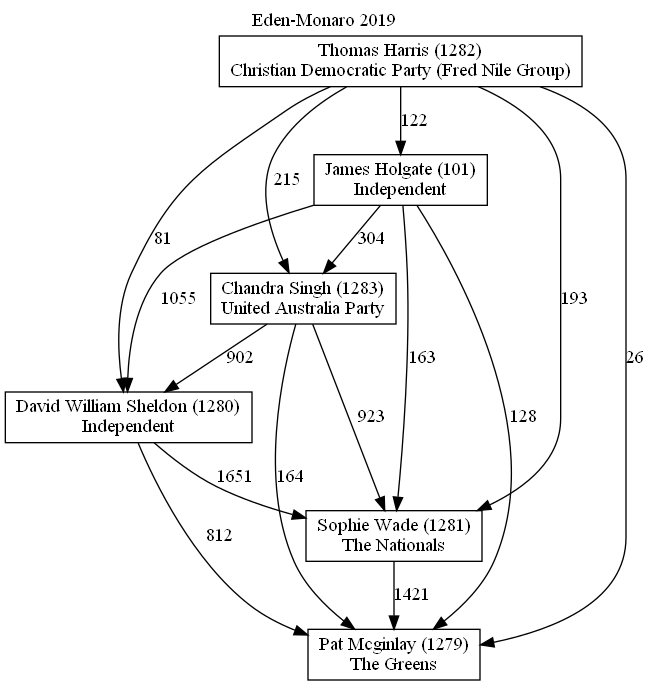 Eden-Monaro 2019
Thomas Harris (1282)
Christian Democratic Party (Fred Nile Group)
122
James Holgate (101)
Independent
215
81
304
1055
193
Chandra Singh (1283)
United Australia Party
902
163
26
David William Sheldon (1280)
Independent
923
128
1651
164
812
Sophie Wade (1281)
The Nationals
1421
Pat Mcginlay (1279)
The Greens